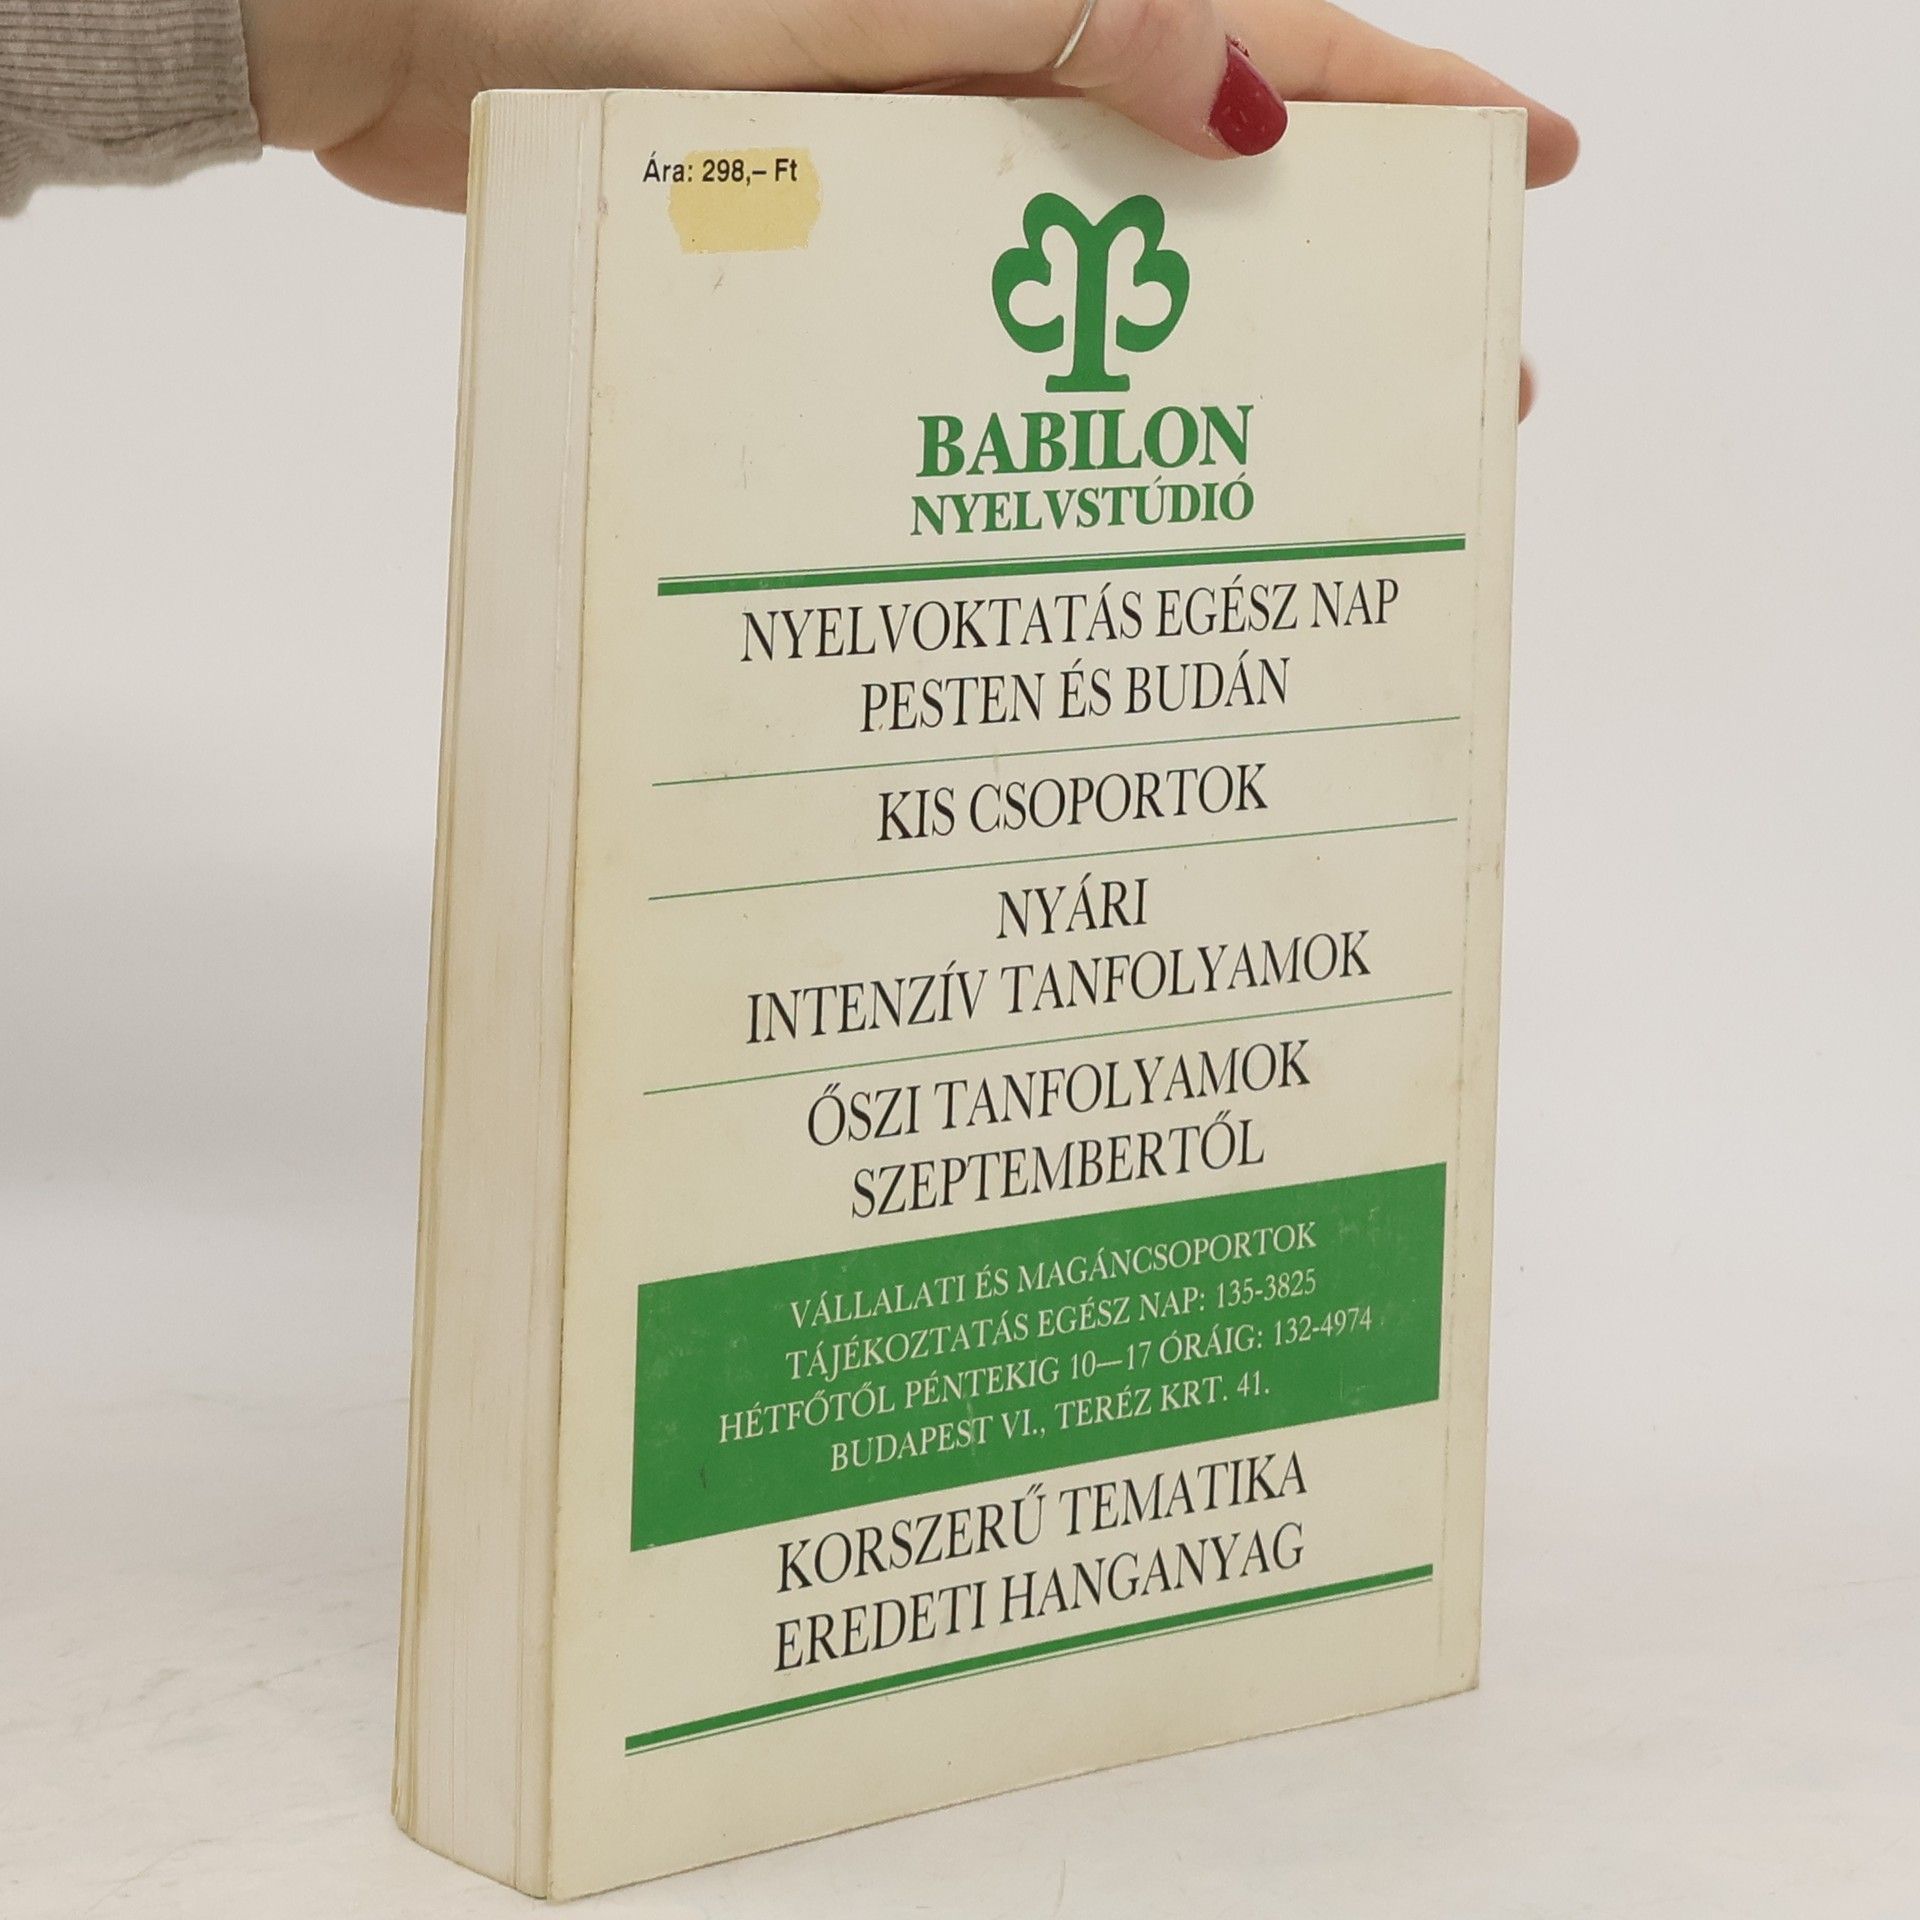 Ára: 298,– Ft
BABILON
NYELVSTÚDIÓ
NYELVOKTATÁS EGÉSZ NAP
PESTEN ÉS BUDÁN
KIS CSOPORTOK
NYÁRI
INTENZÍV TANFOLYAMOK
ŐSZI TANFOLYAMOK
SZEPTEMBERTŐL
VÁLLALATI ÉS MAGÁNCSOPORTOK
TÁJÉKOZTATÁS EGÉSZ NAP: 135-3825
HÉTFŐTŐL PÉNTEKIG 10—17 ÓRÁIG: 132-4974
BUDAPEST VI., TERÉZ KRT. 41.
KORSZERŰ TEMATIKA
EREDETI HANGANYAG